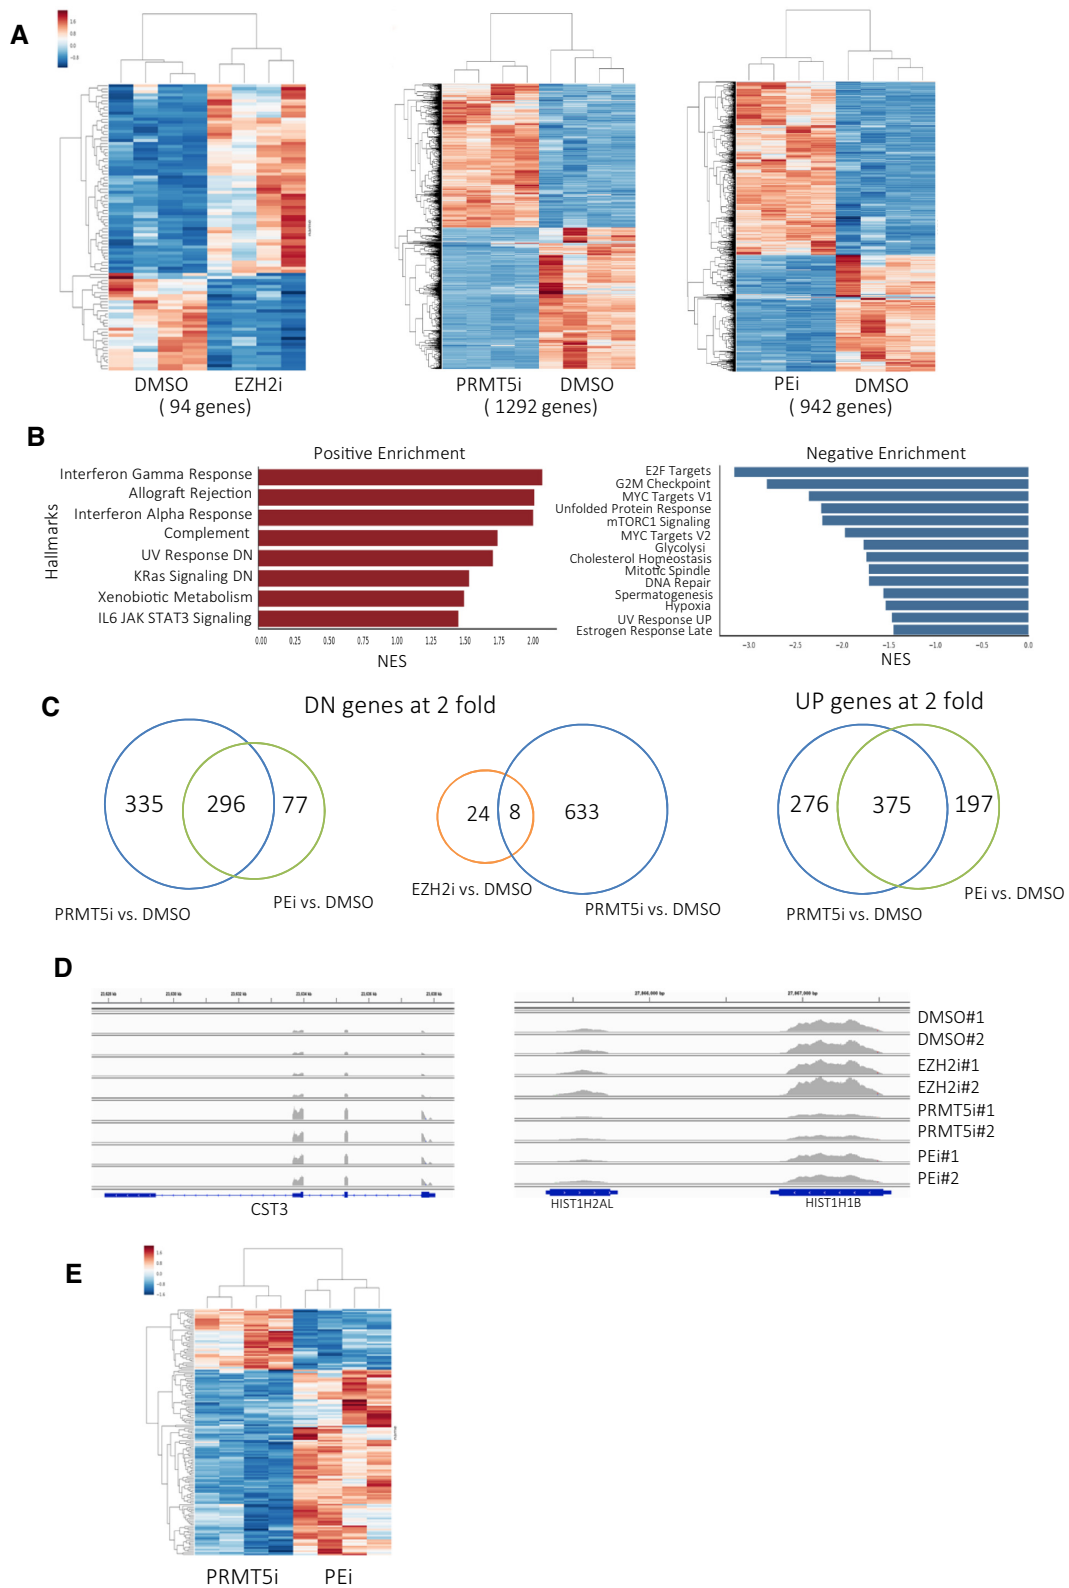 A
DMSO EZH2i
( 94 genes)
PRMT5i DMSO
( 1292 genes)
PEi DMSO
( 942 genes)
B
Positive Enrichment
Hallmarks
Interferon Gamma Response
Allograft Rejection
Interferon Alpha Response
Complement
UV Response DN
KRas Signaling DN
Xenobiotic Metabolism
IL6 JAK STAT3 Signaling
0.00 0.25 0.50 0.75 1.00 1.25 1.50 1.75 2.00
NES
Negative Enrichment
E2F Targets
G2M Checkpoint
MYC Targets V1
Unfolded Protein Response
mTORC1 Signaling
MYC Targets V2
Glycolysi
Cholesterol Homeostasis
Mitotic Spindle
DNA Repair
Spermatogenesis
Hypoxia
UV Response UP
Estrogen Response Late
−3.0 −2.5 −2.0 −1.5 −1.0 −0.5 0.0
NES
C
DN genes at 2 fold
UP genes at 2 fold
335 296 77
PRMT5i vs. DMSO
PEi vs. DMSO
24 8 633
EZH2i vs. DMSO
PRMT5i vs. DMSO
276 375 197
PRMT5i vs. DMSO
PEi vs. DMSO
D
CST3
DMSO#1
DMSO#2
EZH2i#1
EZH2i#2
PRMT5i#1
PRMT5i#2
PEi#1
PEi#2
HIST1H2AL
HIST1H1B
E
PRMT5i PEi